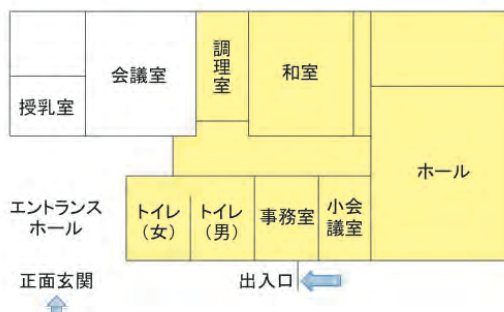 調理室
会議室
和室
授乳室
ホール
エントランス
ホール
トイレ
（女）
トイレ
（男）
事務室
小会
議室
正面玄関
出入口